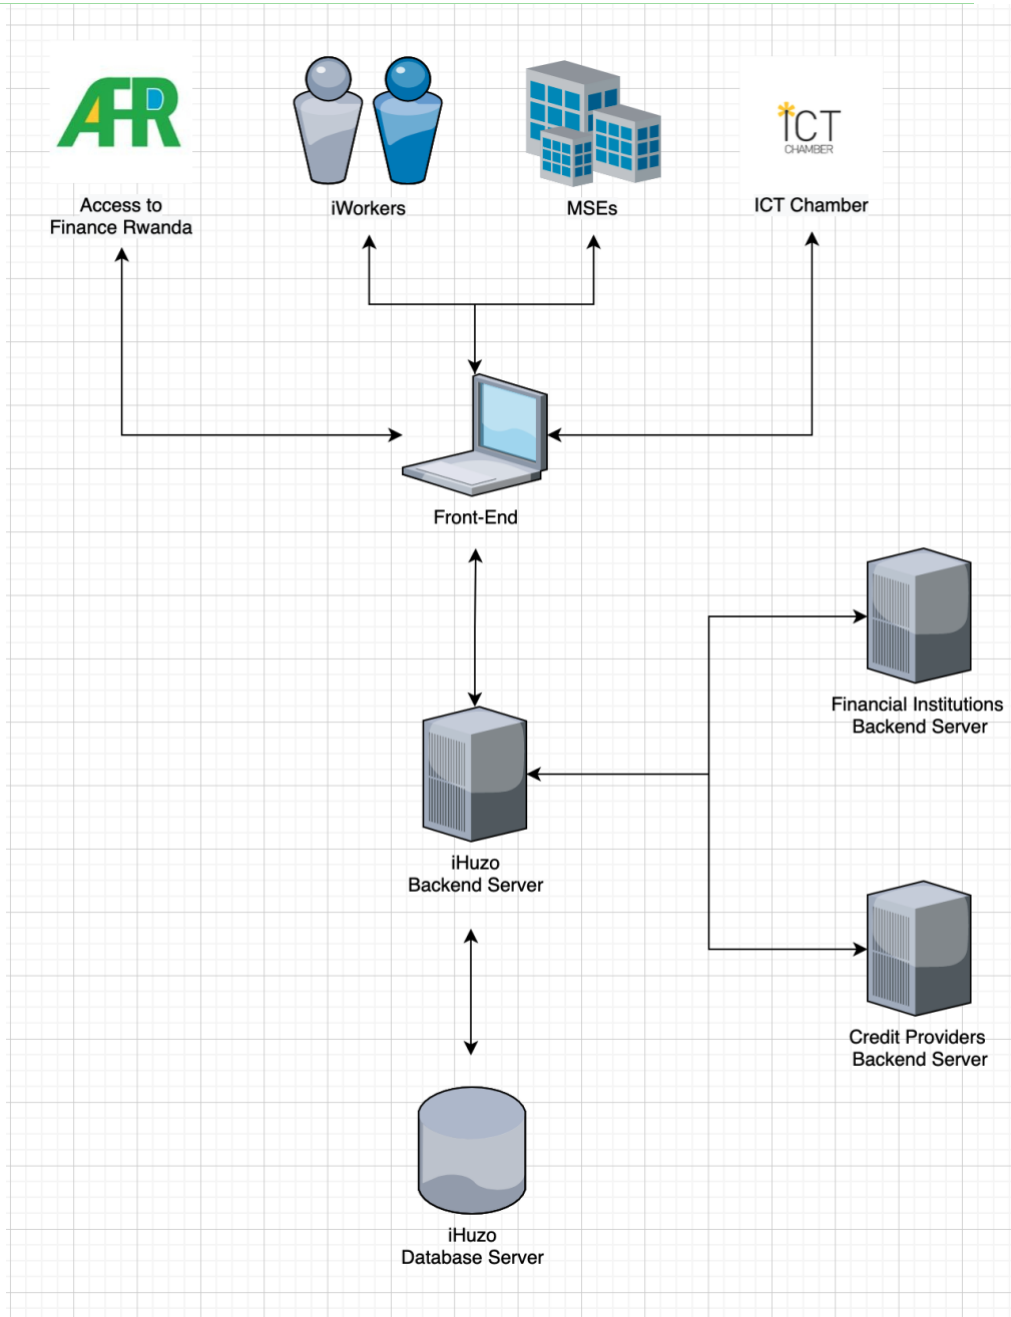 AFR
iCT
CHAMBER
Access to
Finance Rwanda
iWorkers
MSEs
ICT Chamber
Front-End
Financial Institutions
Backend Server
iHuzo
Backend Server
Credit Providers
Backend Server
iHuzo
Database Server